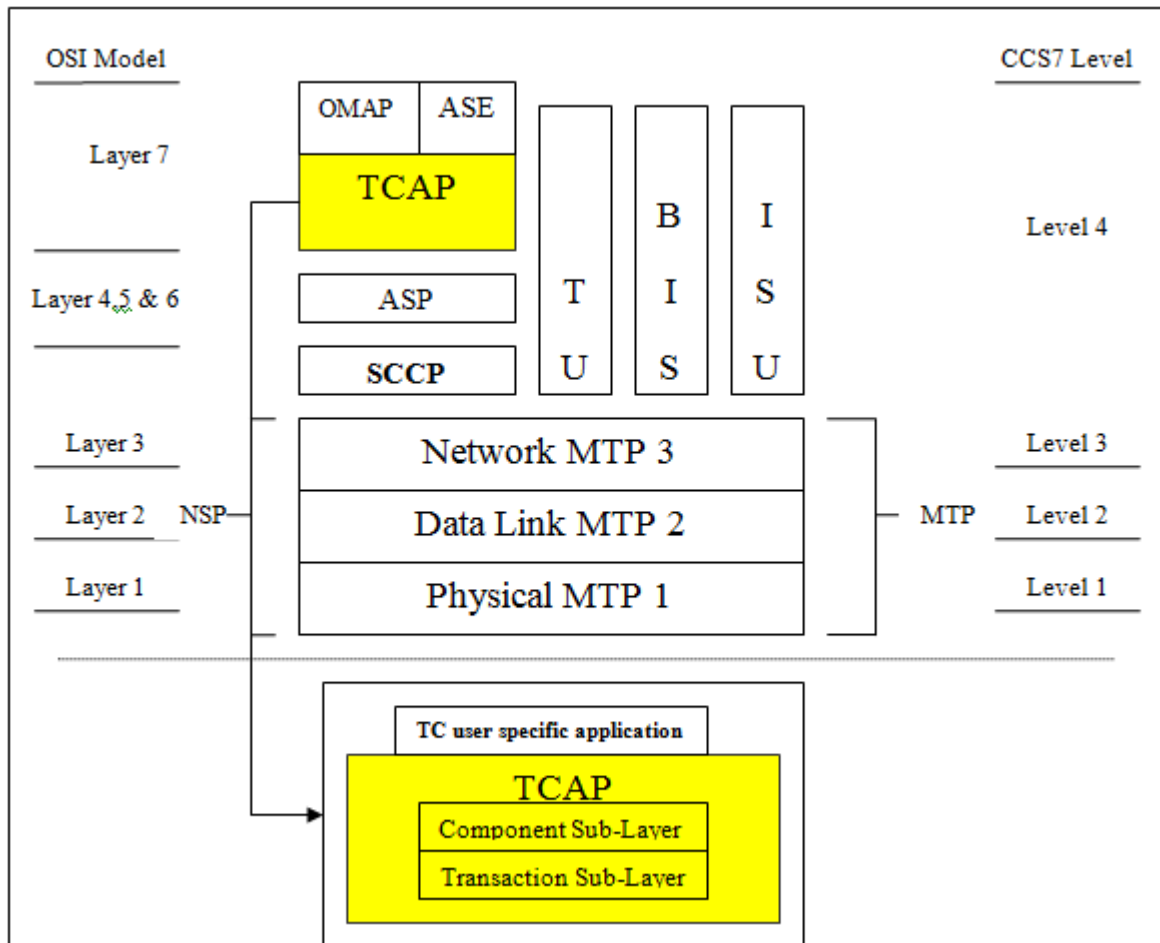 OSI Model
CCS7 Level
OMAP
ASE
Layer 7
TCAP
Level 4
Layer 4,5 & 6
ASP
SCCP
T
U
B
I
S
I
S
U
Layer 3
Network MTP 3
Level 3
Layer 2
NSP
Data Link MTP 2
MTP
Level 2
Layer 1
Physical MTP 1
Level 1
TC user specific application
TCAP
Component Sub-Layer
Transaction Sub-Layer